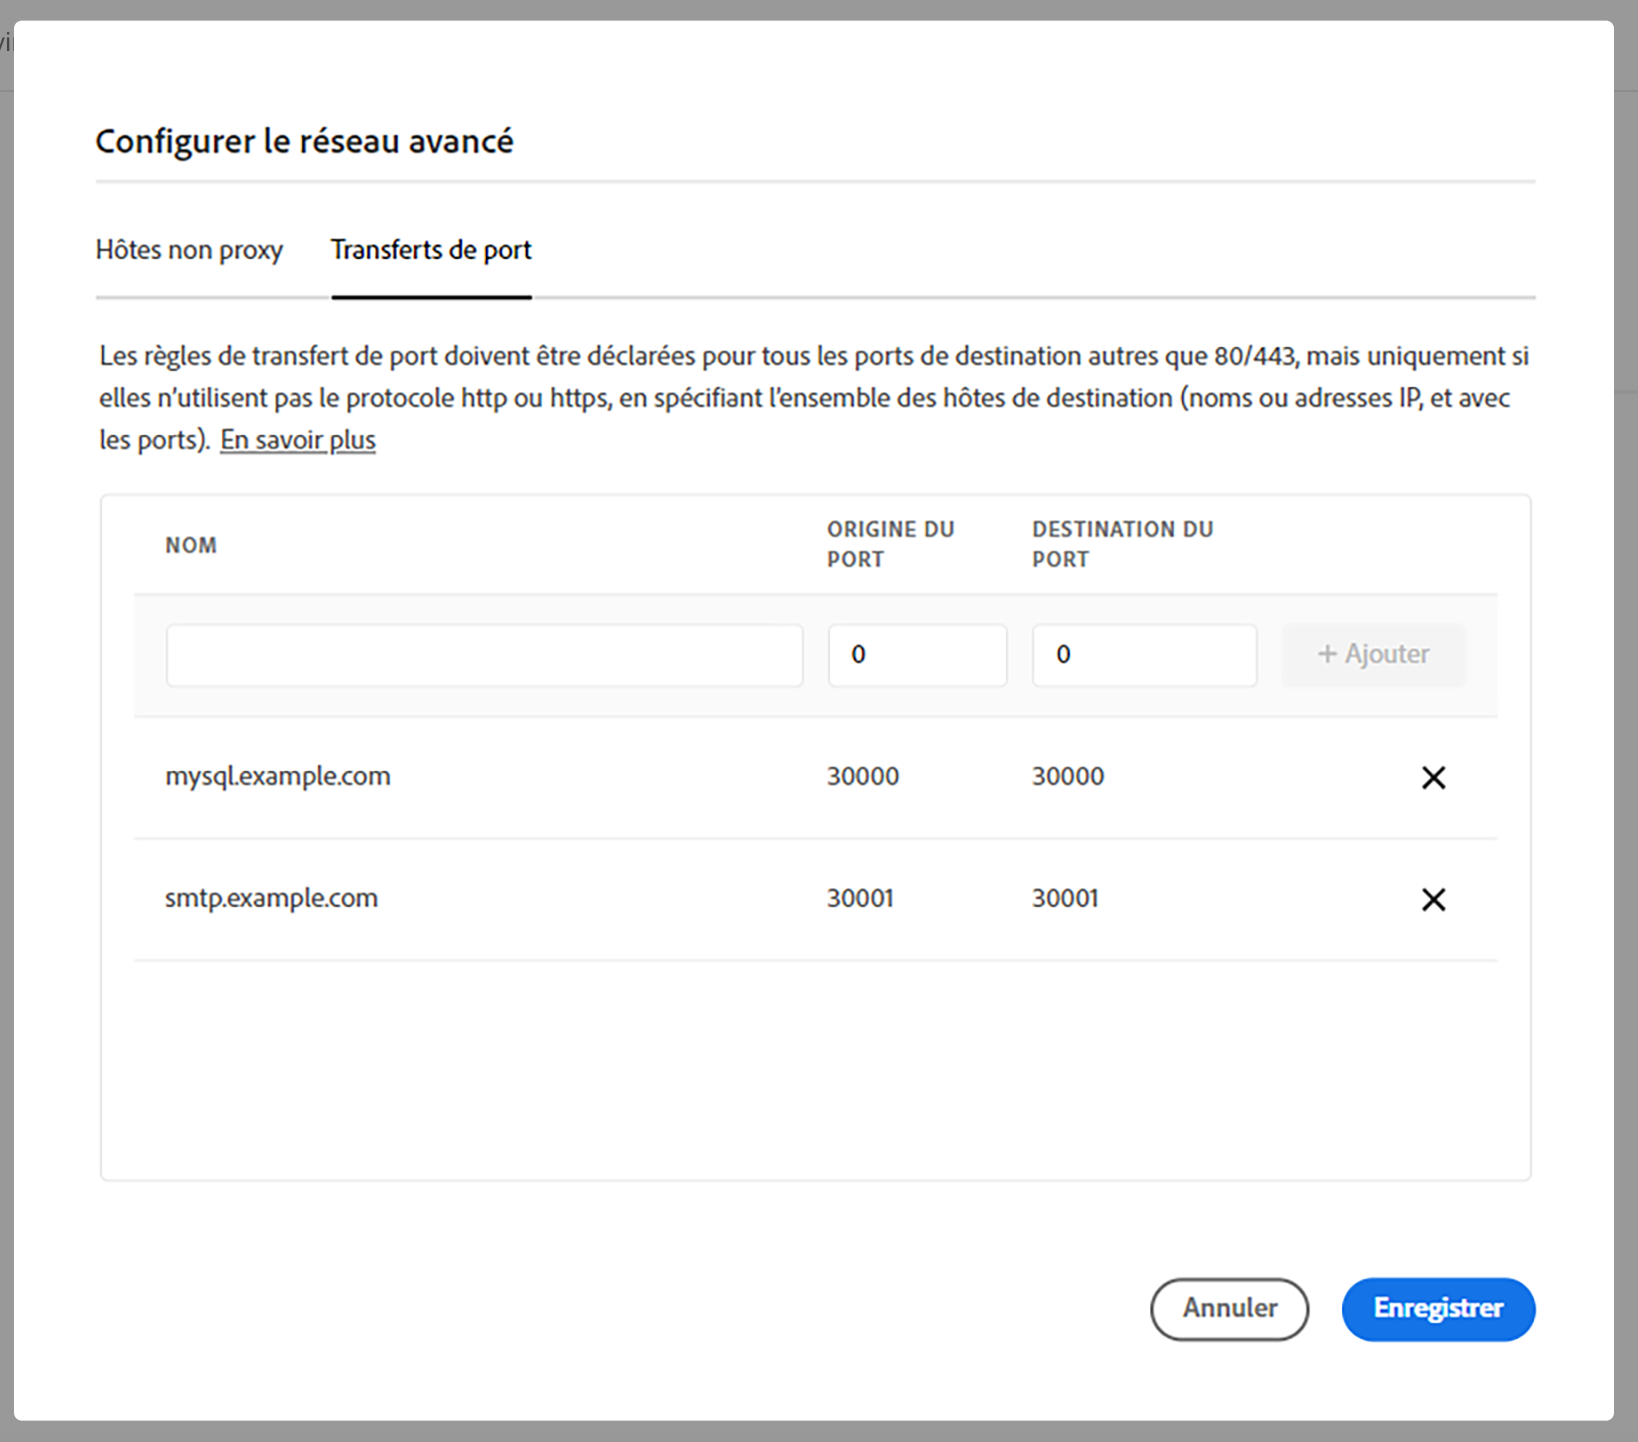 Configurer le réseau avancé
Hôtes non proxy
Transferts de port
Les règles de transfert de port doivent être déclarées pour tous les ports de destination autres que 80/443, mais uniquement si
elles n'utilisent pas le protocole http ou https, en spécifiant l'ensemble des hôtes de destination (noms ou adresses IP, et avec
les ports). En savoir plus
NOM
ORIGINE DU
PORT
DESTINATION DU
PORT
0
0
+ Ajouter
mysql.example.com 30000 30000
smtp.example.com 30001 30001
Annuler
Enregistrer